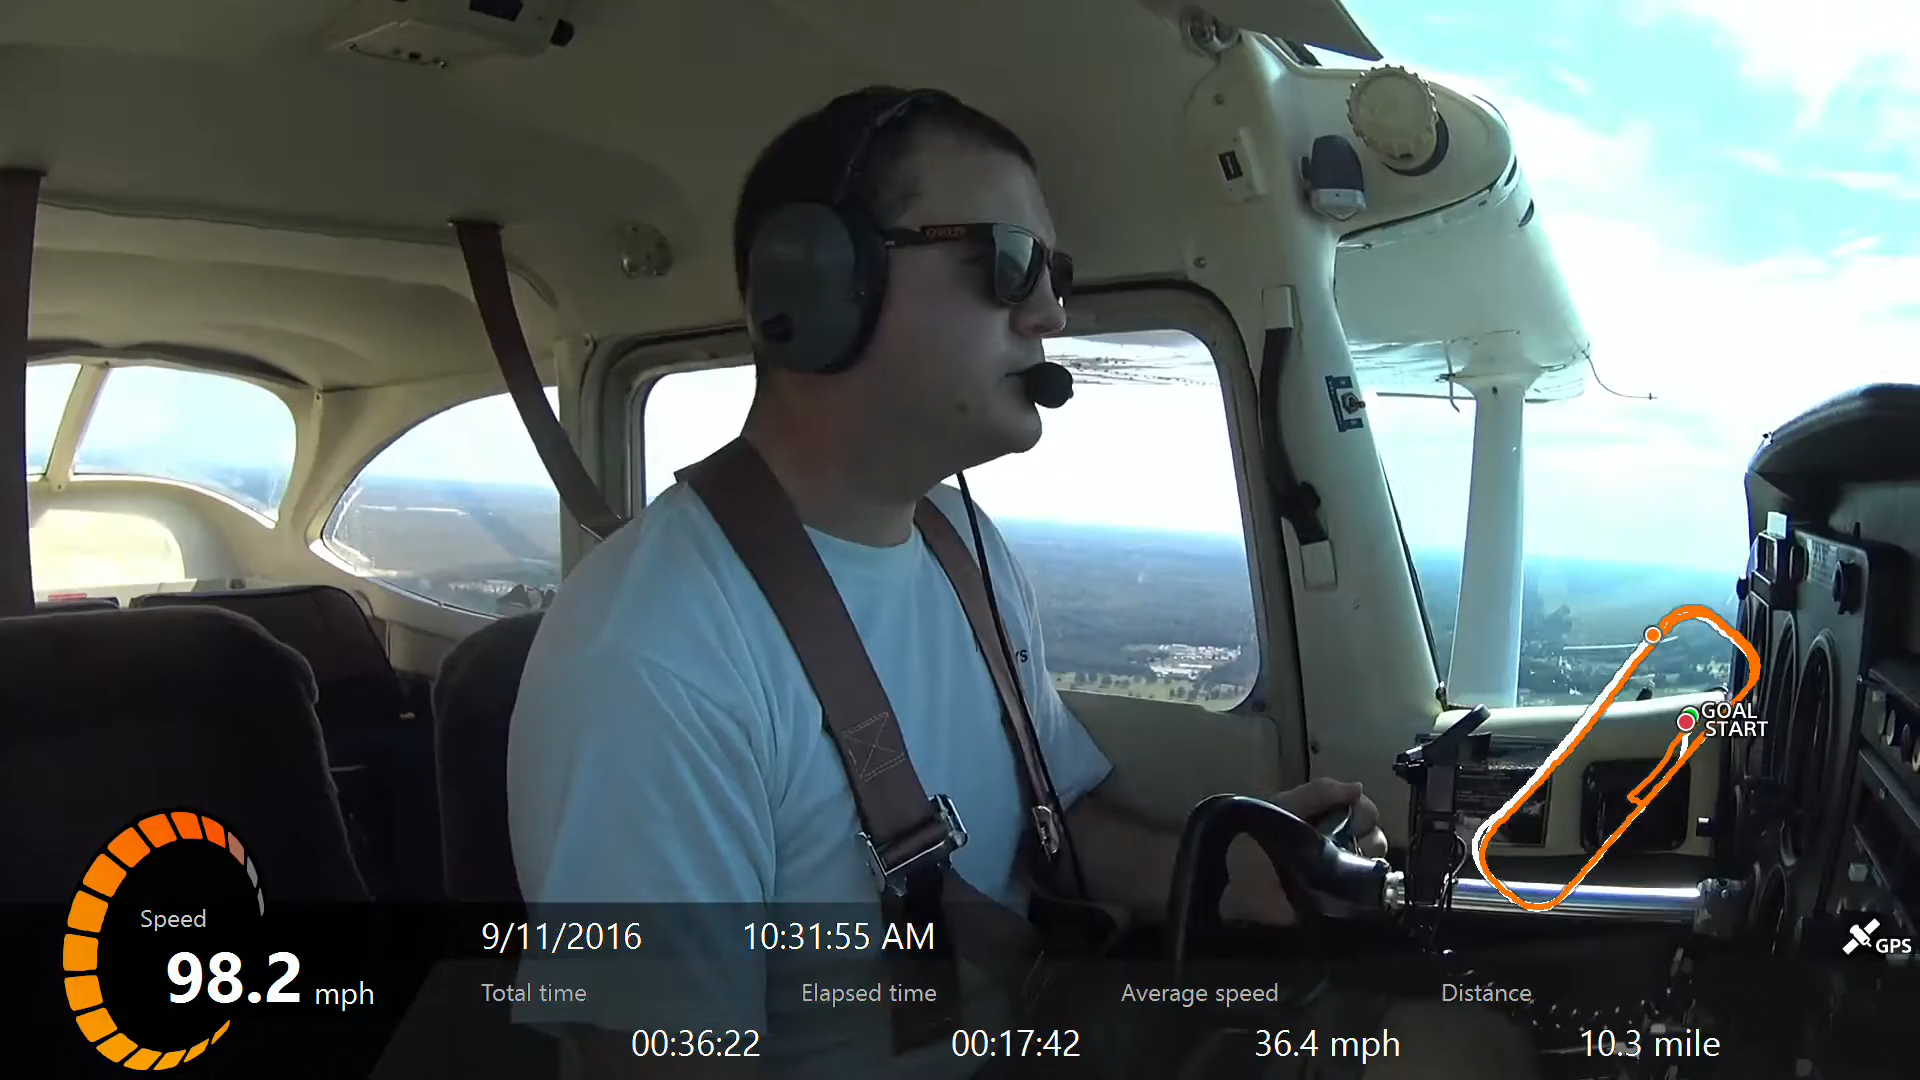 OAKLEY
GOAL
START
Speed
98.2 mph
9/11/2016
10:31:55 AM
GPS
Total time
Elapsed time
Average speed
Distance
00:36:22
00:17:42
36.4 mph
10.3 mile